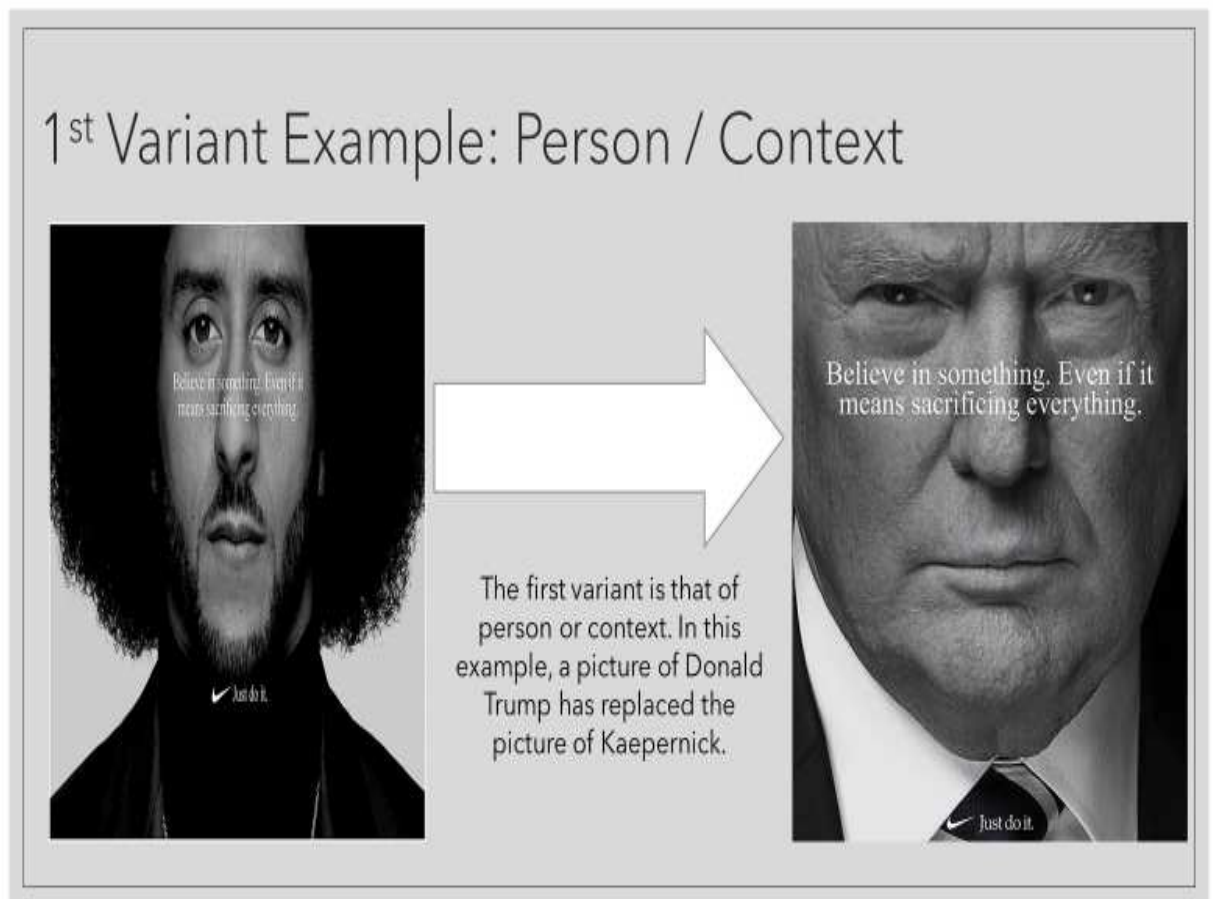 1st Variant Example: Person / Context
Believe in something. Even if it
means sacrificing everything.
Just do it.
The first variant is that of
person or context. In this
example, a picture of Donald
Trump has replaced the
picture of Kaepernick.
Believe in something. Even if it
means sacrificing everything.
Just do it.